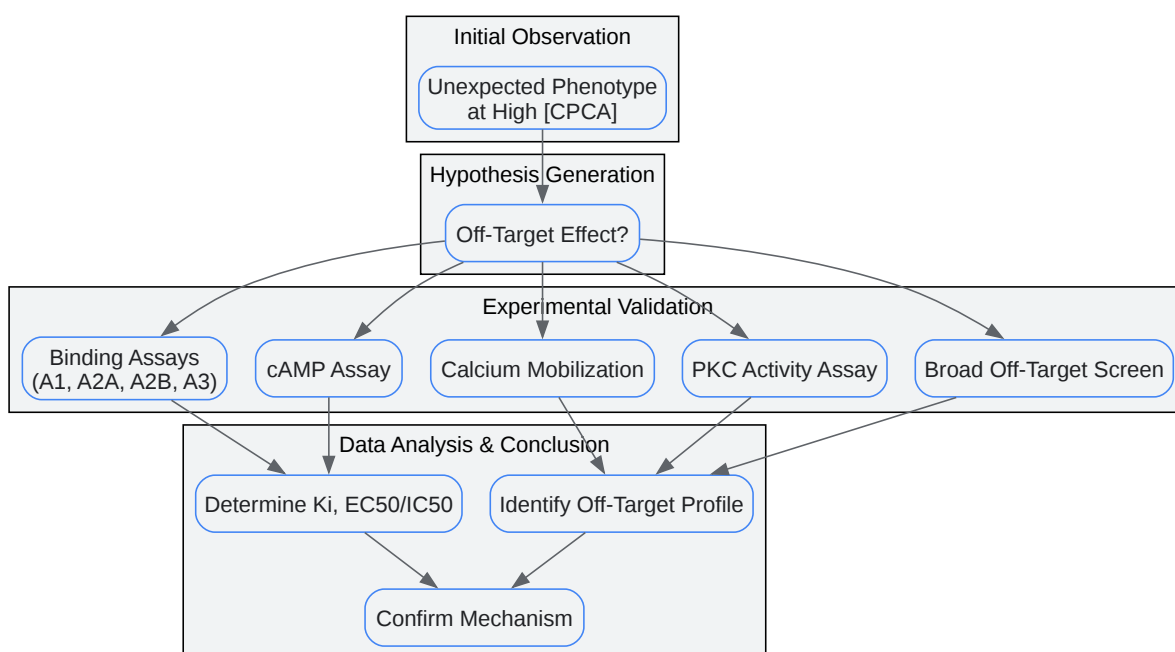 Initial Observation
Unexpected Phenotype
at High [CPCA]
Hypothesis Generation
Off-Target Effect?
Experimental Validation
Binding Assays
(A1, A2A, A2B, A3)
cAMP Assay
Calcium Mobilization
PKC Activity Assay
Broad Off-Target Screen
Data Analysis & Conclusion
Determine Ki, EC50/IC50
Identify Off-Target Profile
Confirm Mechanism